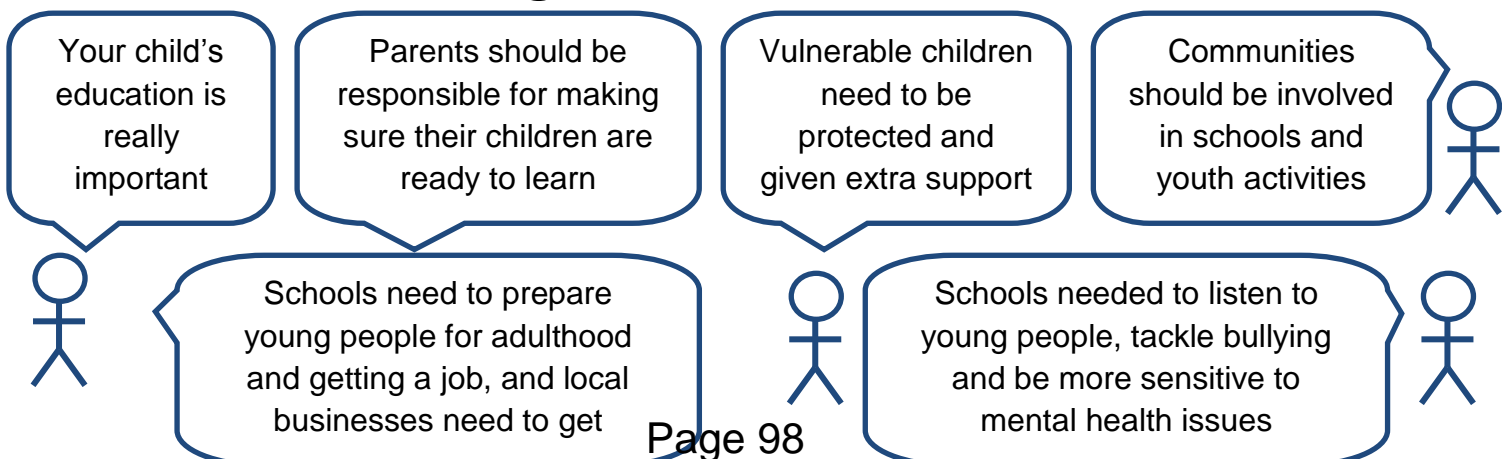 Your child's
education is
really
important
Parents should be
responsible for making
sure their children are
ready to learn
Vulnerable children
need to be
protected and
given extra support
Communities
should be involved
in schools and
youth activities
Schools need to prepare
young people for adulthood
and getting a job, and local
businesses need to get
Schools needed to listen to
young people, tackle bullying
and be more sensitive to
mental health issues
Page 98